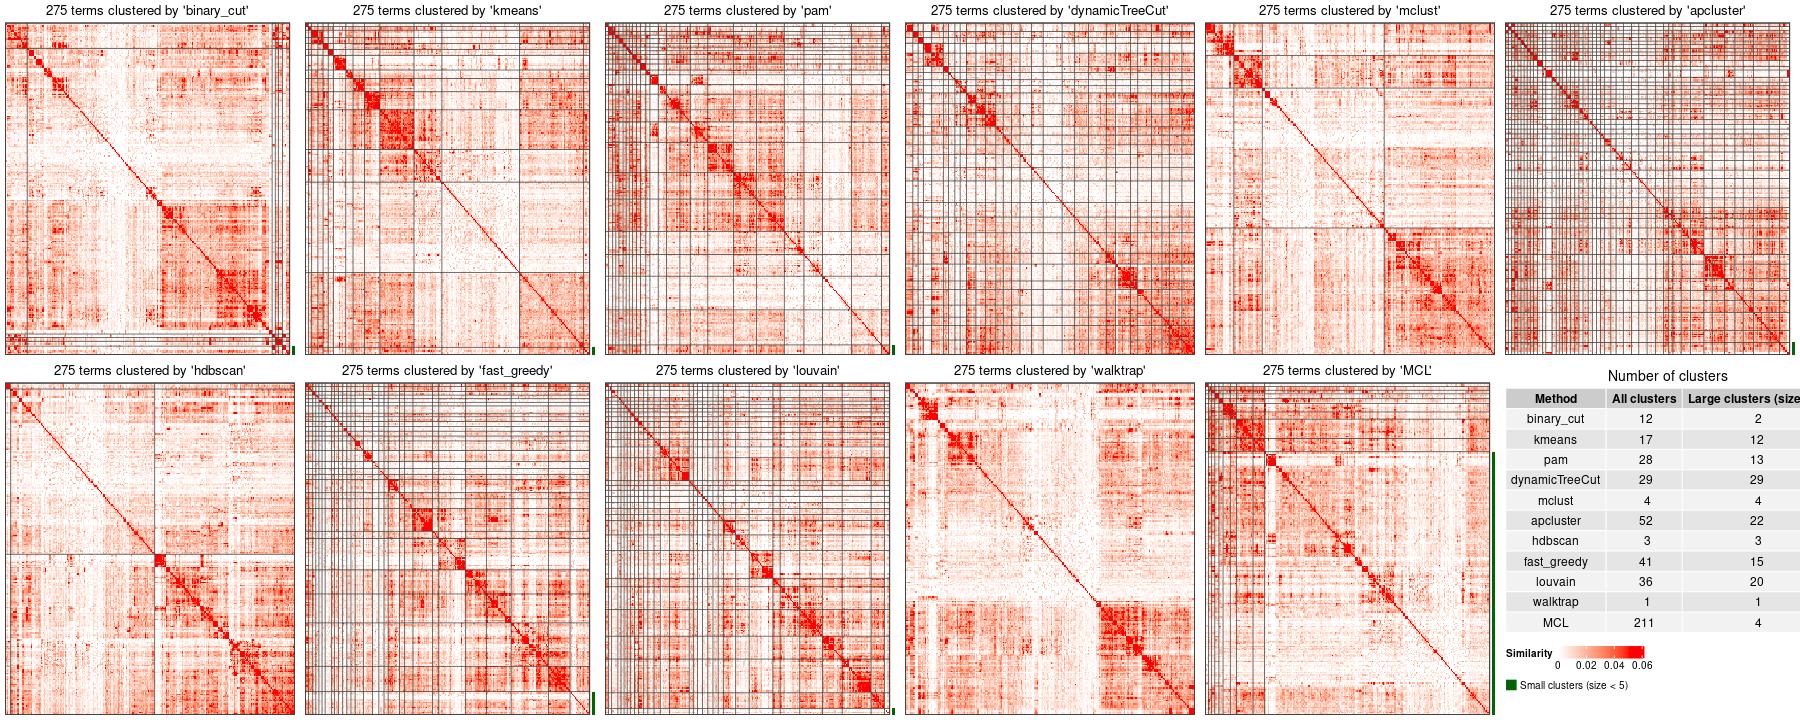 275 terms clustered by 'binary_cut'
275 terms clustered by 'kmeans'
275 terms clustered by 'pam'
275 terms clustered by 'dynamicTreeCut'
275 terms clustered by 'mclust'
275 terms clustered by 'apcluster'
275 terms clustered by 'hdbscan'
275 terms clustered by 'fast_greedy'
275 terms clustered by 'louvain'
275 terms clustered by 'walktrap'
275 terms clustered by 'MCL'
Number of clusters
Method All clusters Large clusters (size
binary_cut 12 2
kmeans 17 12
pam 28 13
dynamicTreeCut 29 29
mclust 4 4
apcluster 52 22
hdbscan 3 3
fast_greedy 41 15
louvain 36 20
walktrap 1 1
MCL 211 4
Similarity
0 0.02 0.04 0.06
Small clusters (size < 5)